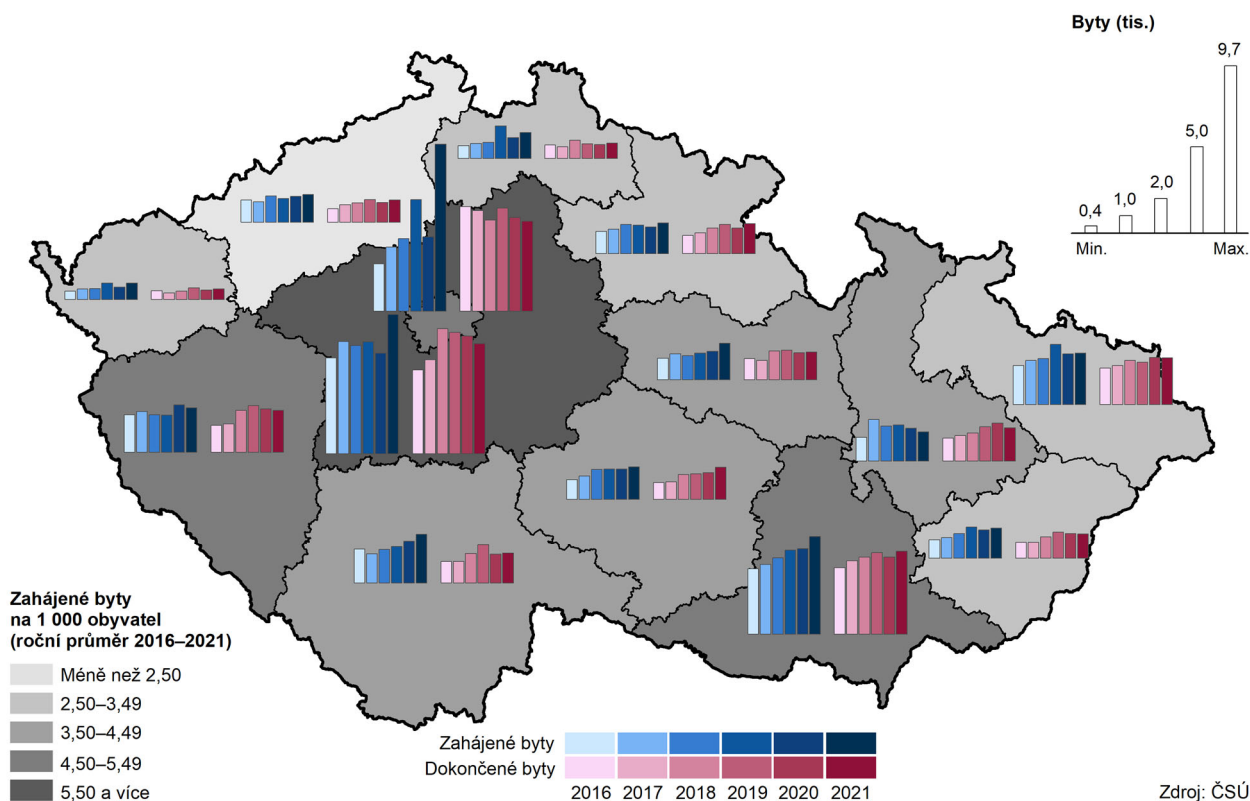 Byty (tis.)
9,7
5,0
2,0
1,0
0,4
Min.
Max.
Zahájené byty
na 1 000 obyvatel
(roční průměr 2016–2021)
Méně než 2,50
2,50–3,49
3,50–4,49
4,50–5,49
5,50 a více
Zahájené byty
Dokončené byty
2016 2017 2018 2019 2020 2021
Zdroj: ČSÚ